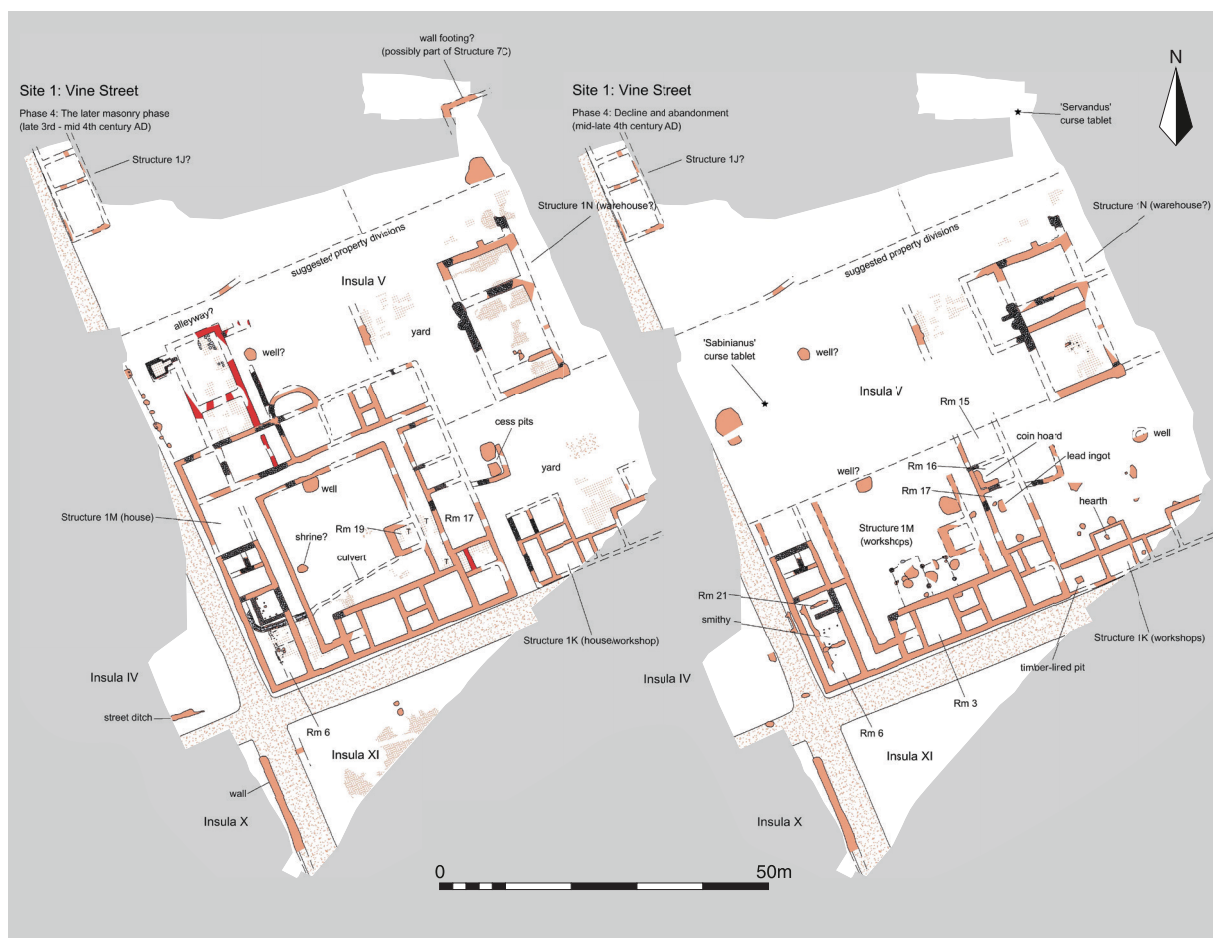 wall footing?
(possibly part of Structure 7C)
Site 1: Vine Street
Phase 4: The later masonry phase
(late 3rd - mid 4th century AD)
Structure 1J?
Structure 1N (warehouse?)
suggested property divisions
Insula V
alleyway?
yard
well?
cess pits
yard
well
Structure 1M (house)
Rm 19
T
T
T
Rm 17
shrine?
culvert
Structure 1K (house/workshop)
Insula IV
street ditch
Rm 6
Insula XI
wall
Insula X
Site 1: Vine Street
Phase 4: Decline and abandonment
(mid-late 4th century AD)
N
'Servandus'
curse tablet
Structure 1J?
Structure 1N (warehouse?)
suggested property divisions
'Sabinianus'
curse tablet
well?
Insula V
Rm 15
coin hoard
well
lead ingot
Rm 16
well?
Rm 17
hearth
Structure 1M
(workshops)
Rm 21
smithy
Structure 1K (workshops)
timber-lired pit
Insula IV
Rm 3
Rm 6
Insula XI
Insula X
0
50m